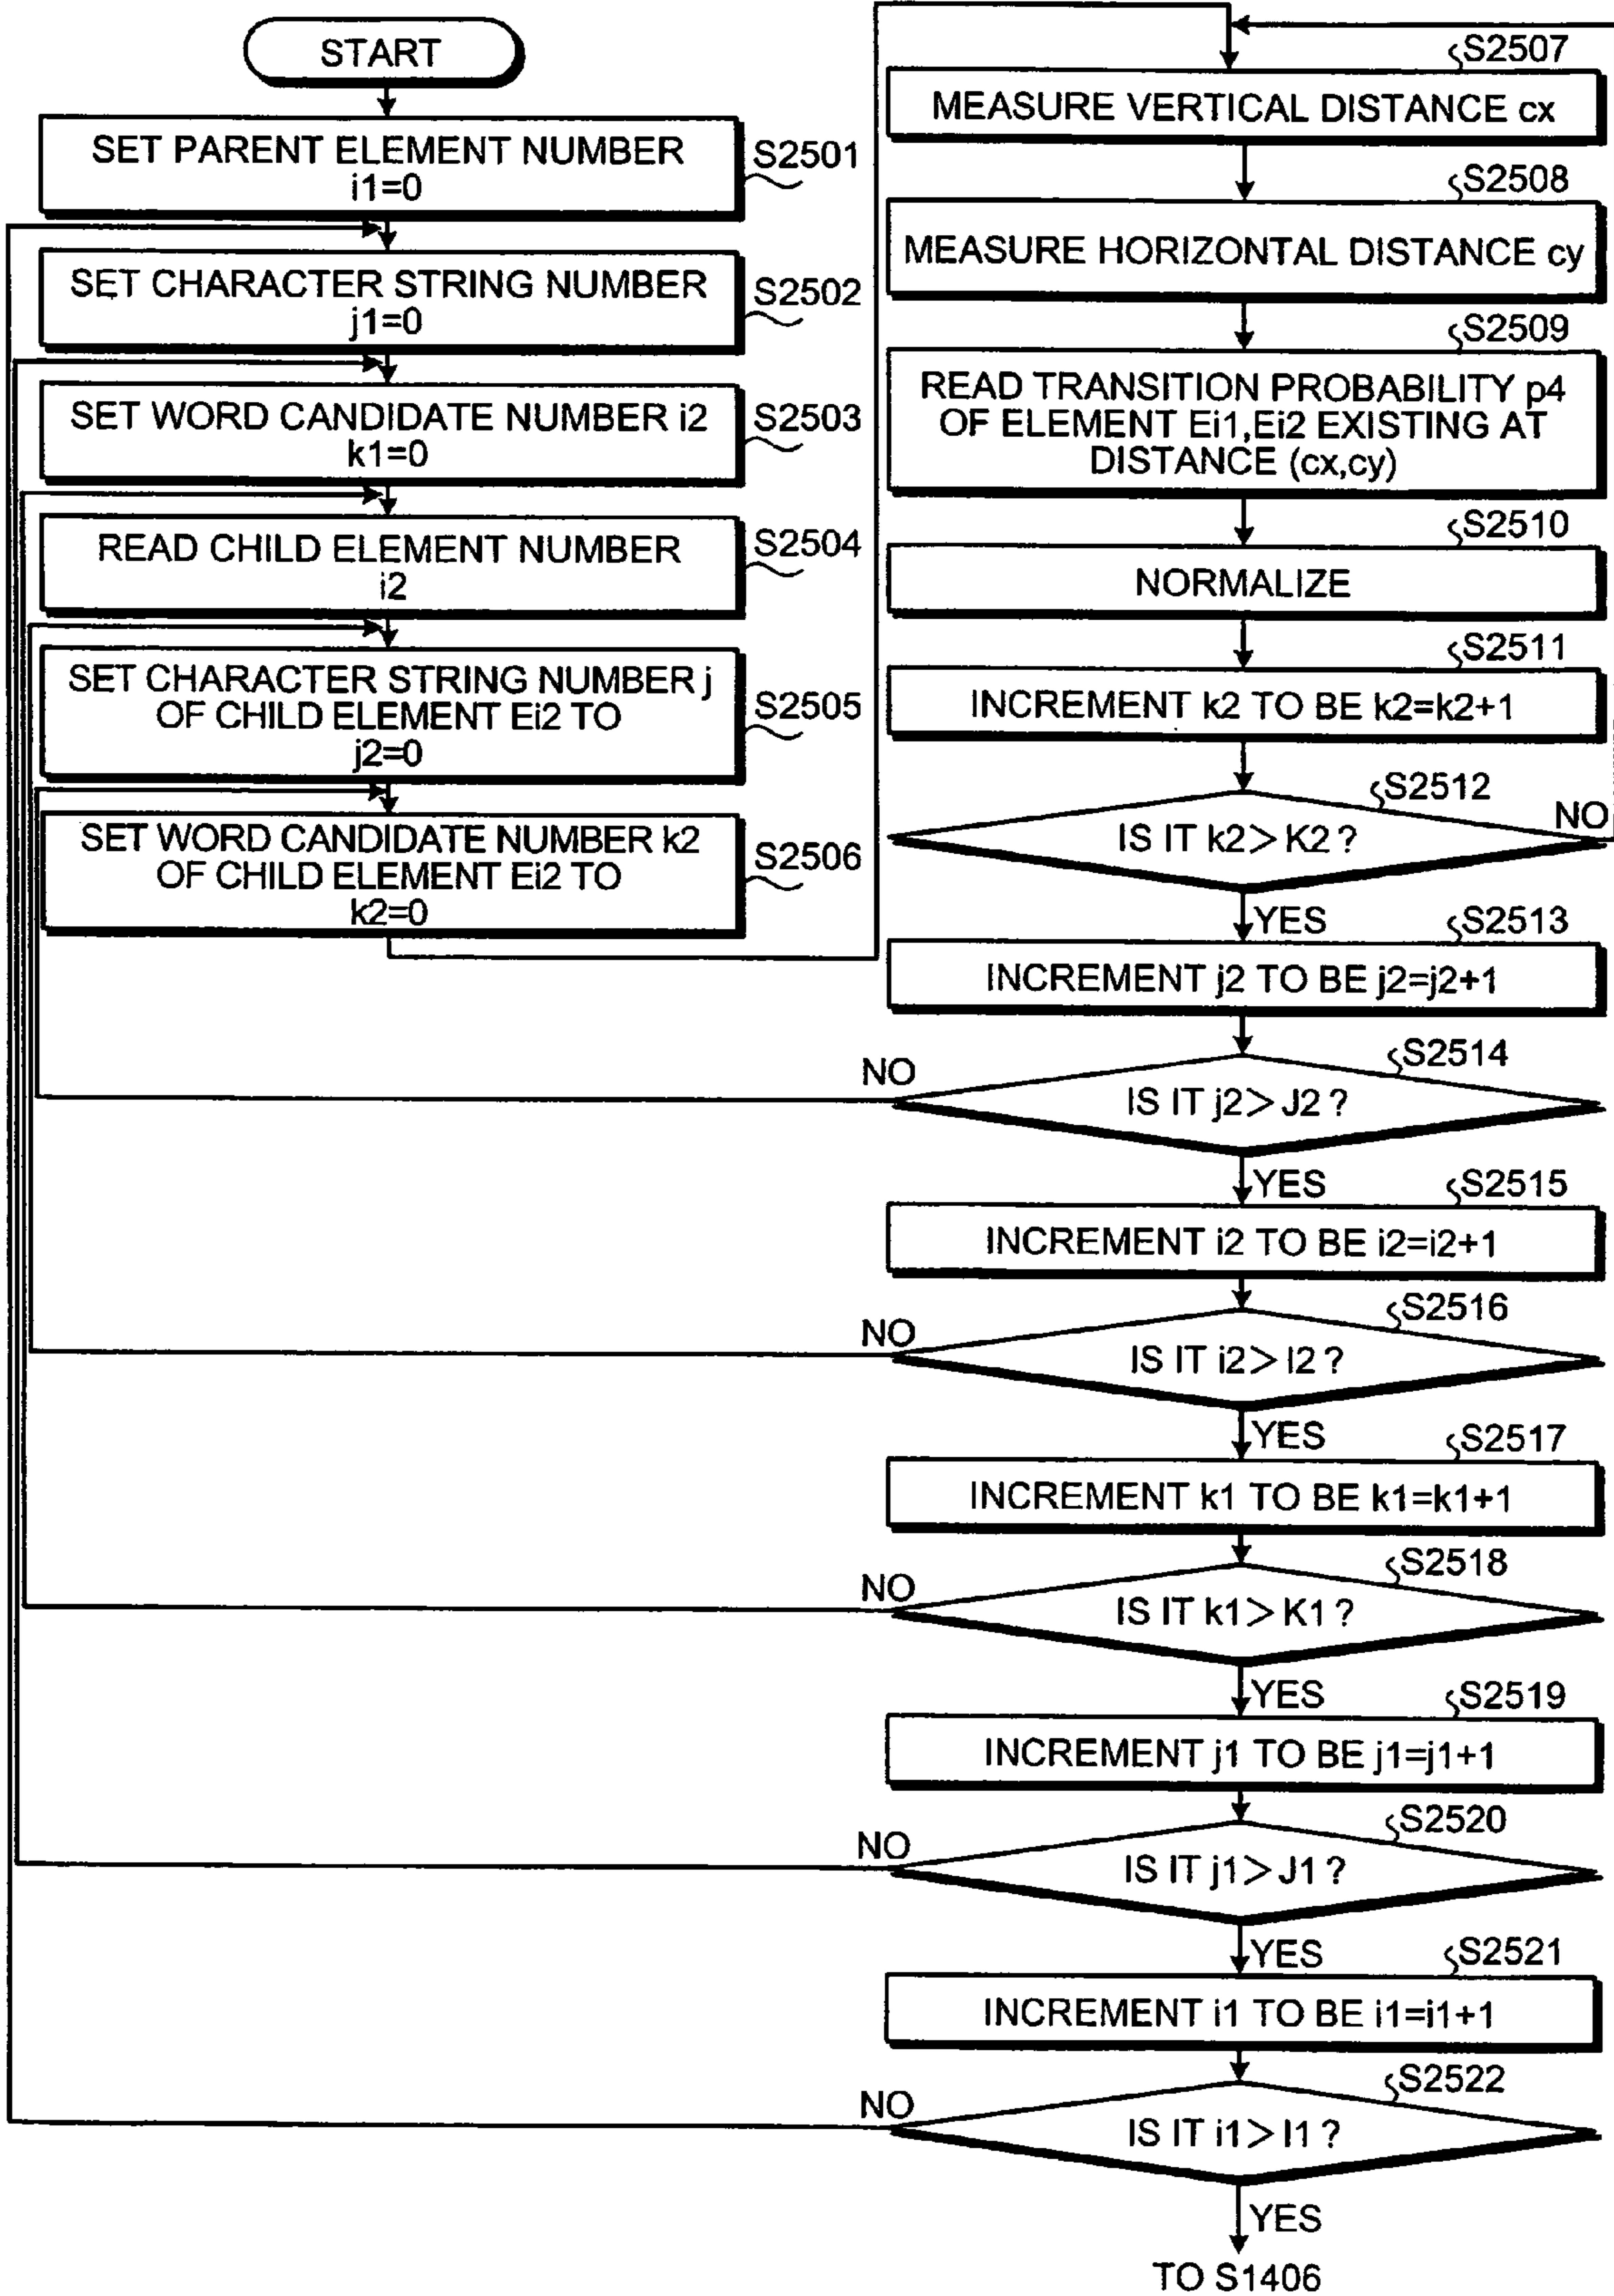 START
SET PARENT ELEMENT NUMBER
i1=0
S2501
SET CHARACTER STRING NUMBER
j1=0
S2502
SET WORD CANDIDATE NUMBER i2
k1=0
S2503
READ CHILD ELEMENT NUMBER
i2
S2504
SET CHARACTER STRING NUMBER j
OF CHILD ELEMENT Ei2 TO
j2=0
S2505
SET WORD CANDIDATE NUMBER k2
OF CHILD ELEMENT Ei2 TO
k2=0
S2506
S2507
MEASURE VERTICAL DISTANCE cx
S2508
MEASURE HORIZONTAL DISTANCE cy
S2509
READ TRANSITION PROBABILITY p4
OF ELEMENT Ei1,Ei2 EXISTING AT
DISTANCE (cx,cy)
S2510
NORMALIZE
S2511
INCREMENT k2 TO BE k2=k2+1
S2512
IS IT k2>K2?
NO
YES
S2513
INCREMENT j2 TO BE j2=j2+1
S2514
NO
IS IT j2>J2?
YES
S2515
INCREMENT i2 TO BE i2=i2+1
S2516
NO
IS IT i2>I2?
YES
S2517
INCREMENT k1 TO BE k1=k1+1
S2518
NO
IS IT k1>K1?
YES
S2519
INCREMENT j1 TO BE j1=j1+1
S2520
NO
IS IT j1>J1?
YES
S2521
INCREMENT i1 TO BE i1=i1+1
S2522
NO
IS IT i1>I1?
YES
TO S1406